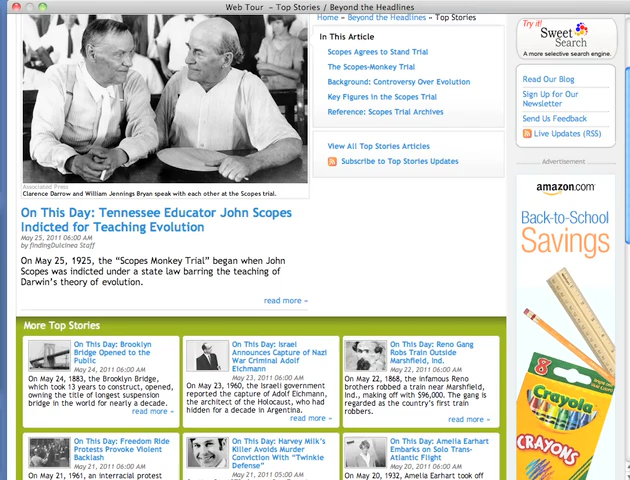 Web Tour – Top Stories / Beyond the Headlines
Home – Beyond the Headlines – Top Stories
In This Article
Scopes Agrees to Stand Trial
The Scopes-Monkey Trial
Background: Controversy Over Evolution
Key Figures in the Scopes Trial
Reference: Scopes Trial Archives
View All Top Stories Articles
Subscribe to Top Stories Updates
Associated Press
Clarence Darrow and William Jennings Bryan speak with each other at the Scopes trial.
On This Day: Tennessee Educator John Scopes
Indicted for Teaching Evolution
May 25, 2011 06:00 AM
by findingDulcinea Staff
On May 25, 1925, the “Scopes Monkey Trial” began when John
Scopes was indicted under a state law barring the teaching of
Darwin’s theory of evolution.
read more »
More Top Stories
On This Day: Brooklyn
Bridge Opened to the
Public
May 24, 2011 06:00 AM
On May 24, 1883, the Brooklyn Bridge,
which took 13 years to construct, opened,
owning the title of longest suspension
bridge in the world for nearly a decade.
read more »
On This Day: Israel
Announces Capture of Nazi
War Criminal Adolf
Eichmann
May 23, 2011 06:00 AM
On May 23, 1960, the Israeli government
reported the capture of Adolf Eichmann,
the architect of the Holocaust, who had
hidden for a decade in Argentina.
read more »
On This Day: Reno Gang
Robs Train Outside
Marshfield, Ind.
May 22, 2011 06:00 AM
On May 22, 1868, the infamous Reno
brothers robbed a train near Marshfield,
Ind., making off with $96,000. The gang is
regarded as the country’s first train
robbers.
read more »
On This Day: Freedom Ride
Protests Provoke Violent
Backlash
May 21, 2011 06:00 AM
On May 21, 1961, an interracial protest
On This Day: Harvey Milk’s
Killer Avoids Murder
Conviction With “Twinkie
Defense”
May 21, 2011 05:00 AM
On This Day: Amelia Earhart
Embarks on Solo Trans-
Atlantic Flight
May 20, 2011 06:00 AM
On May 20, 1932, Amelia Earhart took off
Try it!
Sweet
Search
A more selective search engine.
Read Our Blog
Sign Up for Our
Newsletter
Send Us Feedback
Live Updates (RSS)
Advertisement
amazon.com
Back-to-School
Savings
8
Crayola
CRAYONS